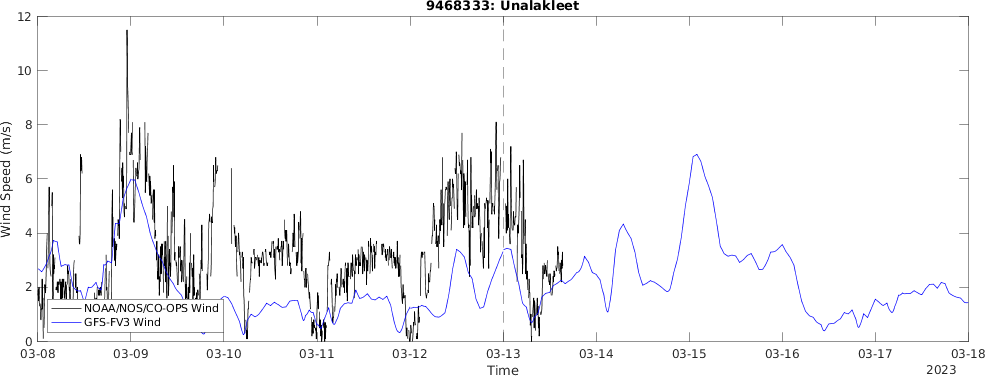 9468333: Unalakleet
12
10
8
6
4
2
0
Wind Speed (m/s)
NOAA/NOS/CO-OPS Wind
GFS-FV3 Wind
03-08 03-09 03-10 03-11 03-12 03-13 03-14 03-15 03-16 03-17 03-18
Time
2023